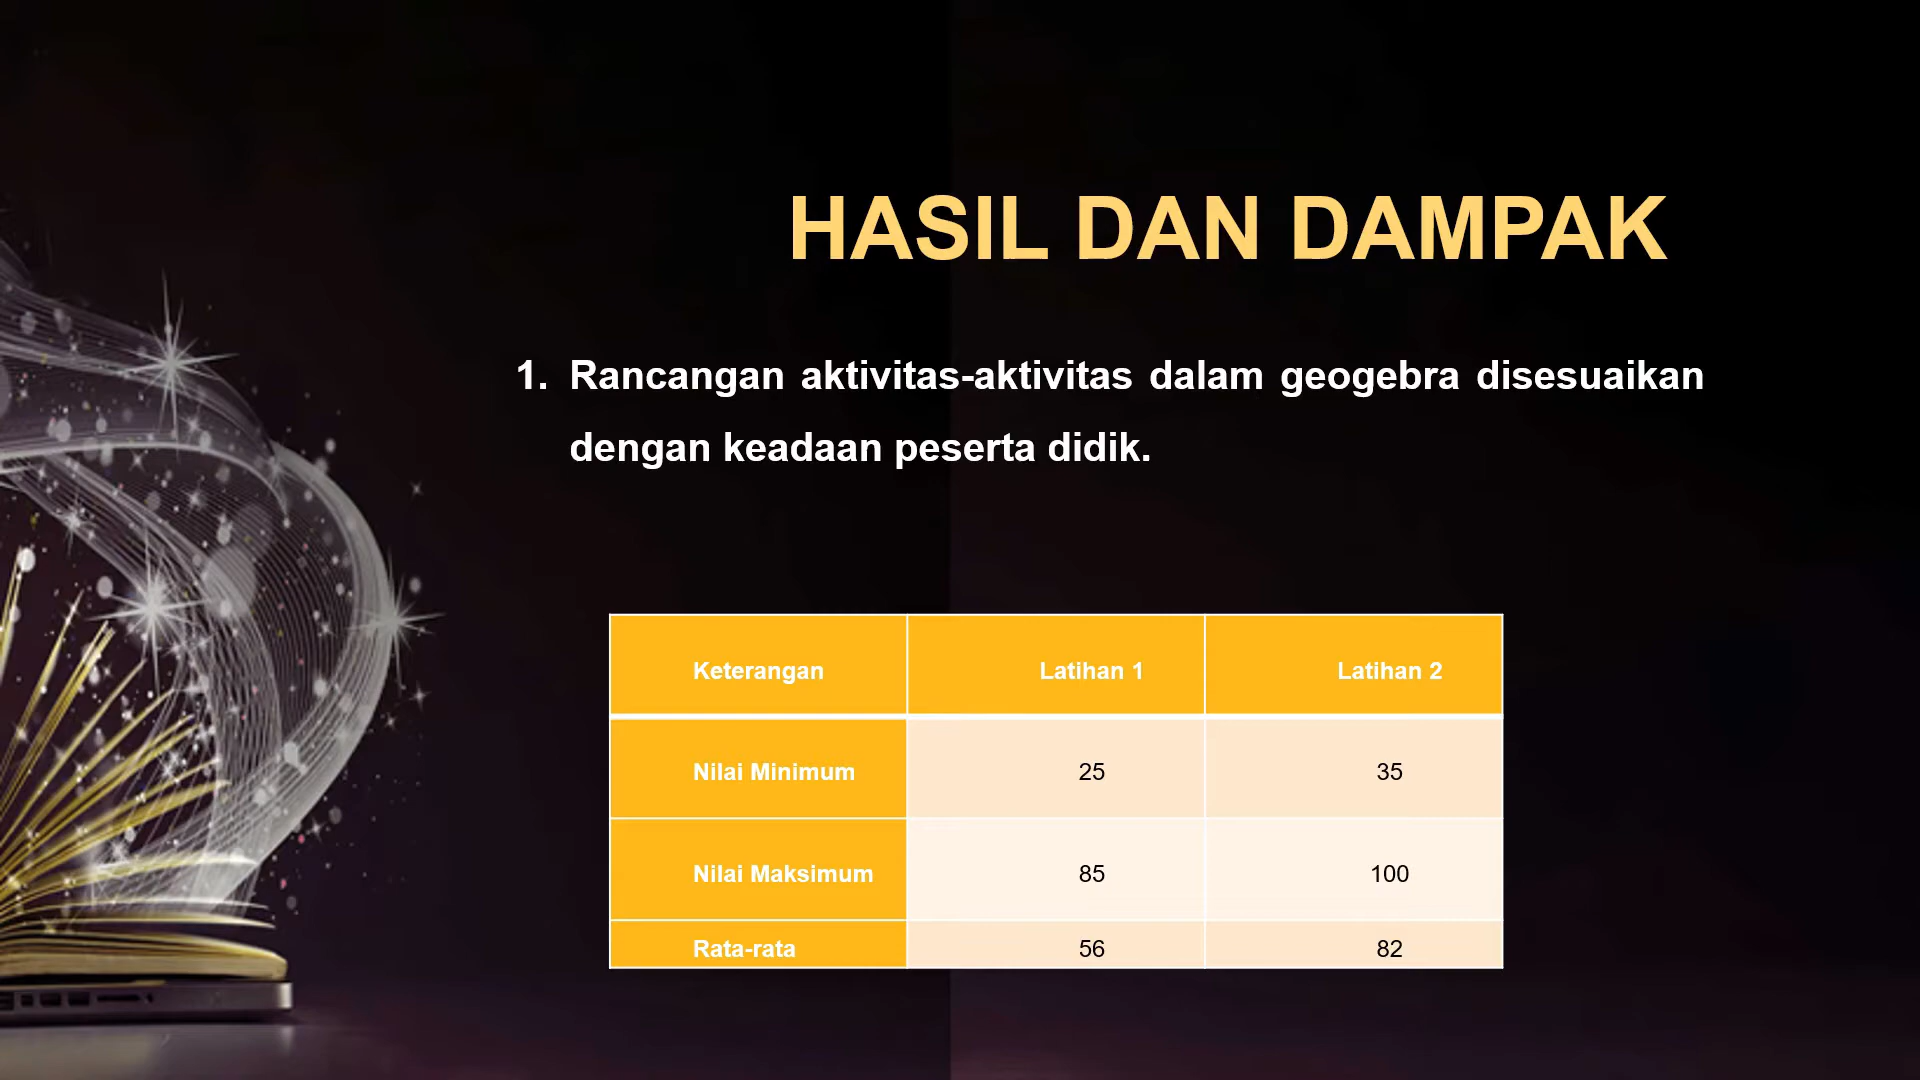 HASIL DAN DAMPAK
1. Rancangan aktivitas-aktivitas dalam geogebra disesuaikan
dengan keadaan peserta didik.
Keterangan Latihan 1 Latihan 2
Nilai Minimum 25 35
Nilai Maksimum 85 100
Rata-rata 56 82